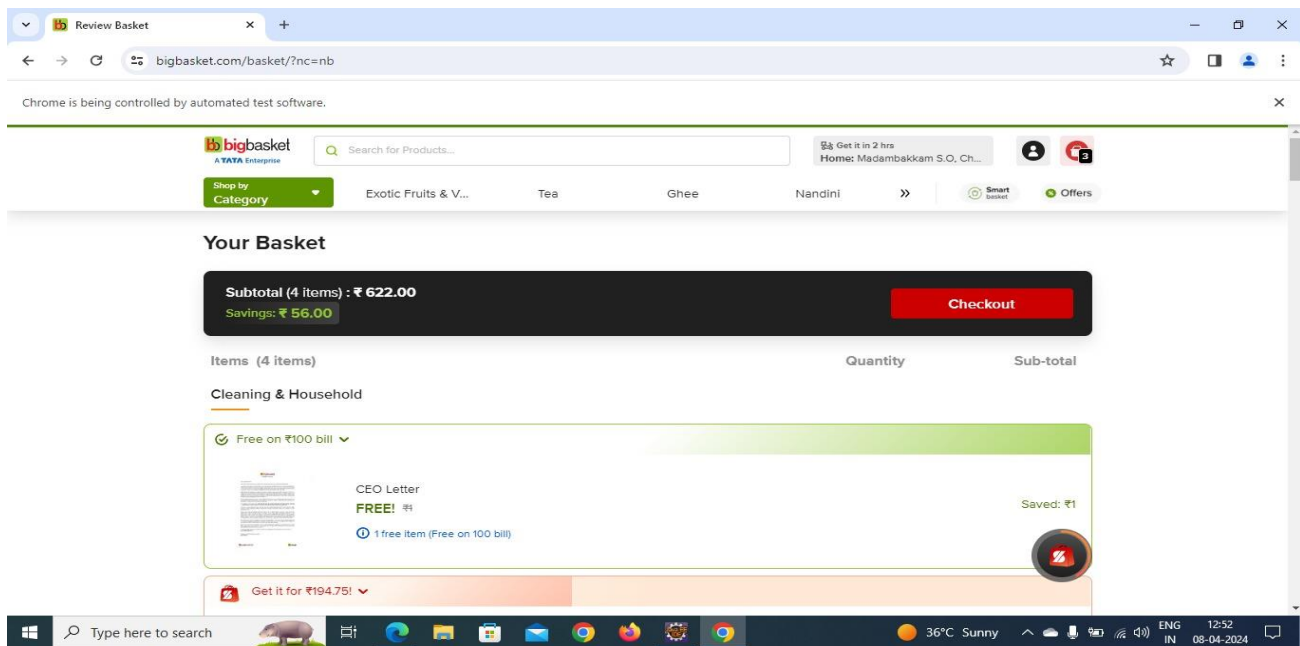 Review Basket
bigbasket.com/basket/?nc=nb
Chrome is being controlled by automated test software.
bb bigbasket
A TATA Enterprise
Search for Products...
Get it in 2 hrs
Home: Madambakkam S.O, Ch...
3
Shop by
Category
Exotic Fruits & V...
Tea
Ghee
Nandini
»
Smart
basket
Offers
Your Basket
Subtotal (4 items) : ₹ 622.00
Savings: ₹ 56.00
Checkout
Items (4 items)
Quantity
Sub-total
Cleaning & Household
Free on ₹100 bill
CEO Letter
FREE! ₹1
Saved: ₹1
1 free item (Free on 100 bill)
Get it for ₹194.75!
Type here to search
36°C Sunny
ENG
IN
12:52
08-04-2024